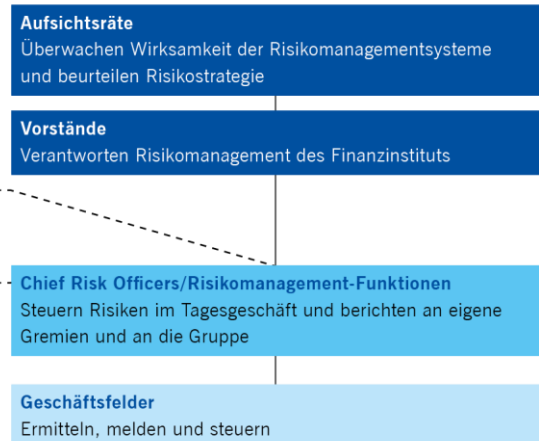 Aufsichtsräte
Überwachen Wirksamkeit der Risikomanagementsysteme
und beurteilen Risikostrategie
Vorstände
Verantworten Risikomanagement des Finanzinstituts
Chief Risk Officers/Risikomanagement-Funktionen
Steuern Risiken im Tagesgeschäft und berichten an eigene
Gremien und an die Gruppe
Geschäftsfelder
Ermitteln, melden und steuern